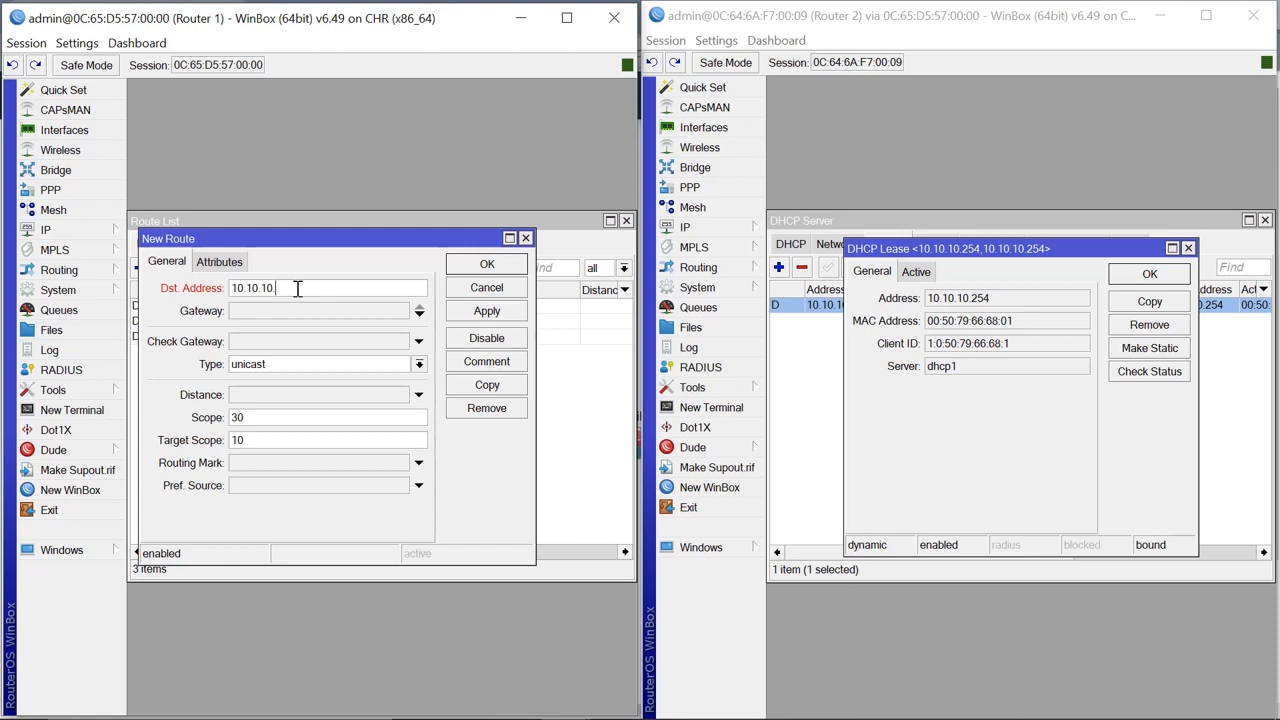 admin@0C:65:D5:57:00:00 (Router 1) - WinBox (64bit) v6.49 on CHR (x86_64)
Session Settings Dashboard
Safe Mode Session: 0C:65:D5:57:00:00
Quick Set
CAPsMAN
Interfaces
Wireless
Bridge
PPP
Mesh
IP
MPLS
Routing
System
Queues
Files
Log
RADIUS
Tools
New Terminal
Dot1X
Dude
Make Supout.rif
New WinBox
Exit
Windows
RouterOS WinBox
Route List
Find all
Distanc
D
D
D
3 items
New Route
General Attributes
Dst. Address: 10.10.10.
Gateway:
Check Gateway:
Type: unicast
Distance:
Scope: 30
Target Scope: 10
Routing Mark:
Pref. Source:
OK
Cancel
Apply
Disable
Comment
Copy
Remove
enabled active
admin@0C:64:6A:F7:00:09 (Router 2) via 0C:65:D5:57:00:00 - WinBox (64bit) v6.49 on C...
Session Settings Dashboard
Safe Mode Session: 0C:64:6A:F7:00:09
Quick Set
CAPsMAN
Interfaces
Wireless
Bridge
PPP
Mesh
IP
MPLS
Routing
System
Queues
Files
Log
RADIUS
Tools
New Terminal
Dot1X
Dude
Make Supout.rif
New WinBox
Exit
Windows
RouterOS WinBox
DHCP Server
DHCP
Find
D
1 item (1 selected)
DHCP Lease <10.10.10.254,10.10.10.254>
General Active
Address: 10.10.10.254
MAC Address: 00:50:79:66:68:01
Client ID: 1:0:50:79:66:68:1
Server: dhcp1
OK
Copy
Remove
Make Static
Check Status
dynamic enabled radius blocked bound